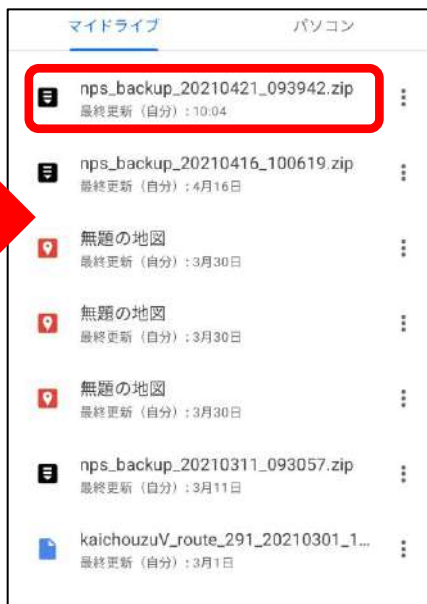 マイドライブ パソコン
nps_backup_20210421_093942.zip
最終更新（自分）: 10:04
nps_backup_20210416_100619.zip
最終更新（自分）: 4月16日
無題の地図
最終更新（自分）: 3月30日
無題の地図
最終更新（自分）: 3月30日
無題の地図
最終更新（自分）: 3月30日
nps_backup_20210311_093057.zip
最終更新（自分）: 3月11日
kaichouzuV_route_291_20210301_1...
最終更新（自分）: 3月1日